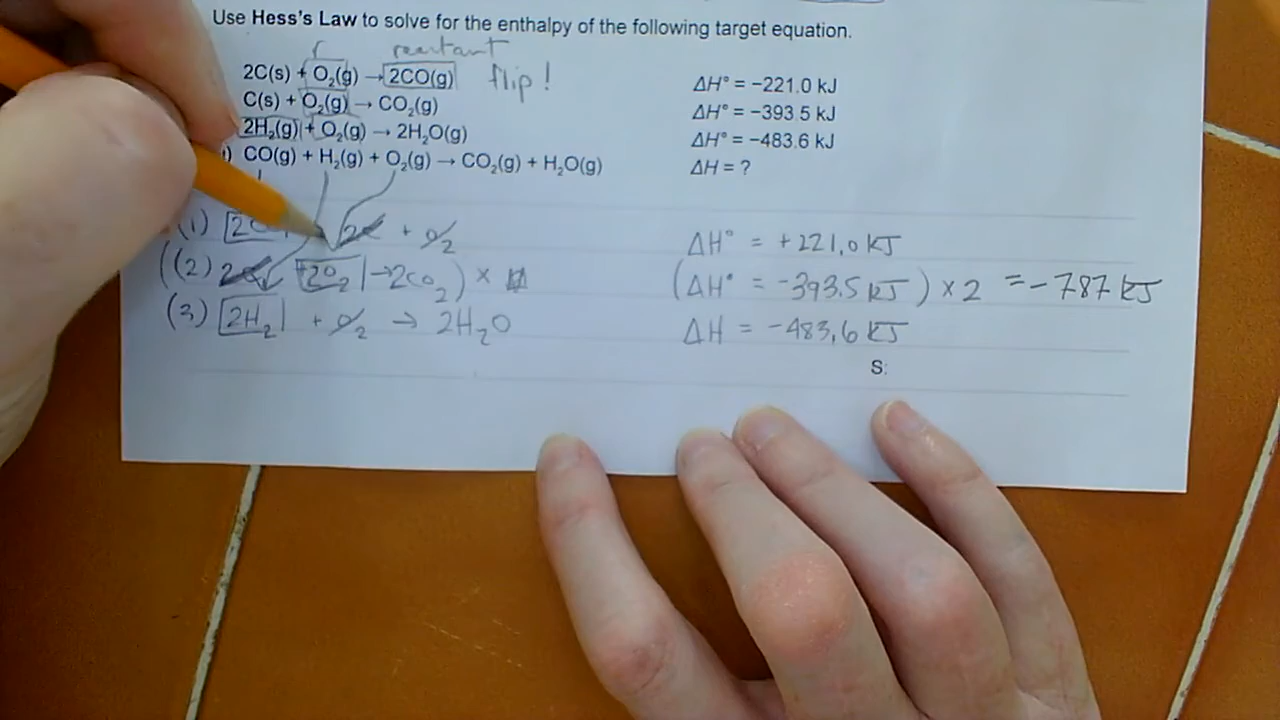 Use Hess's Law to solve for the enthalpy of the following target equation.
reactant
2C(s) + O₂(g) → 2CO(g) flip! ΔH° = −221.0 kJ
C(s) + O₂(g) → CO₂(g) ΔH° = −393.5 kJ
2H₂(g) + O₂(g) → 2H₂O(g) ΔH° = −483.6 kJ
) CO(g) + H₂(g) + O₂(g) → CO₂(g) + H₂O(g) ΔH = ?
(1) + O₂ ΔH° = +221,0 KJ
((2) +2O₂ → 2CO₂) × (ΔH° = -393.5 KJ) × 2 = -787 KJ
(3) 2H₂ + O₂ → 2H₂O ΔH = -483,6 KJ
S: